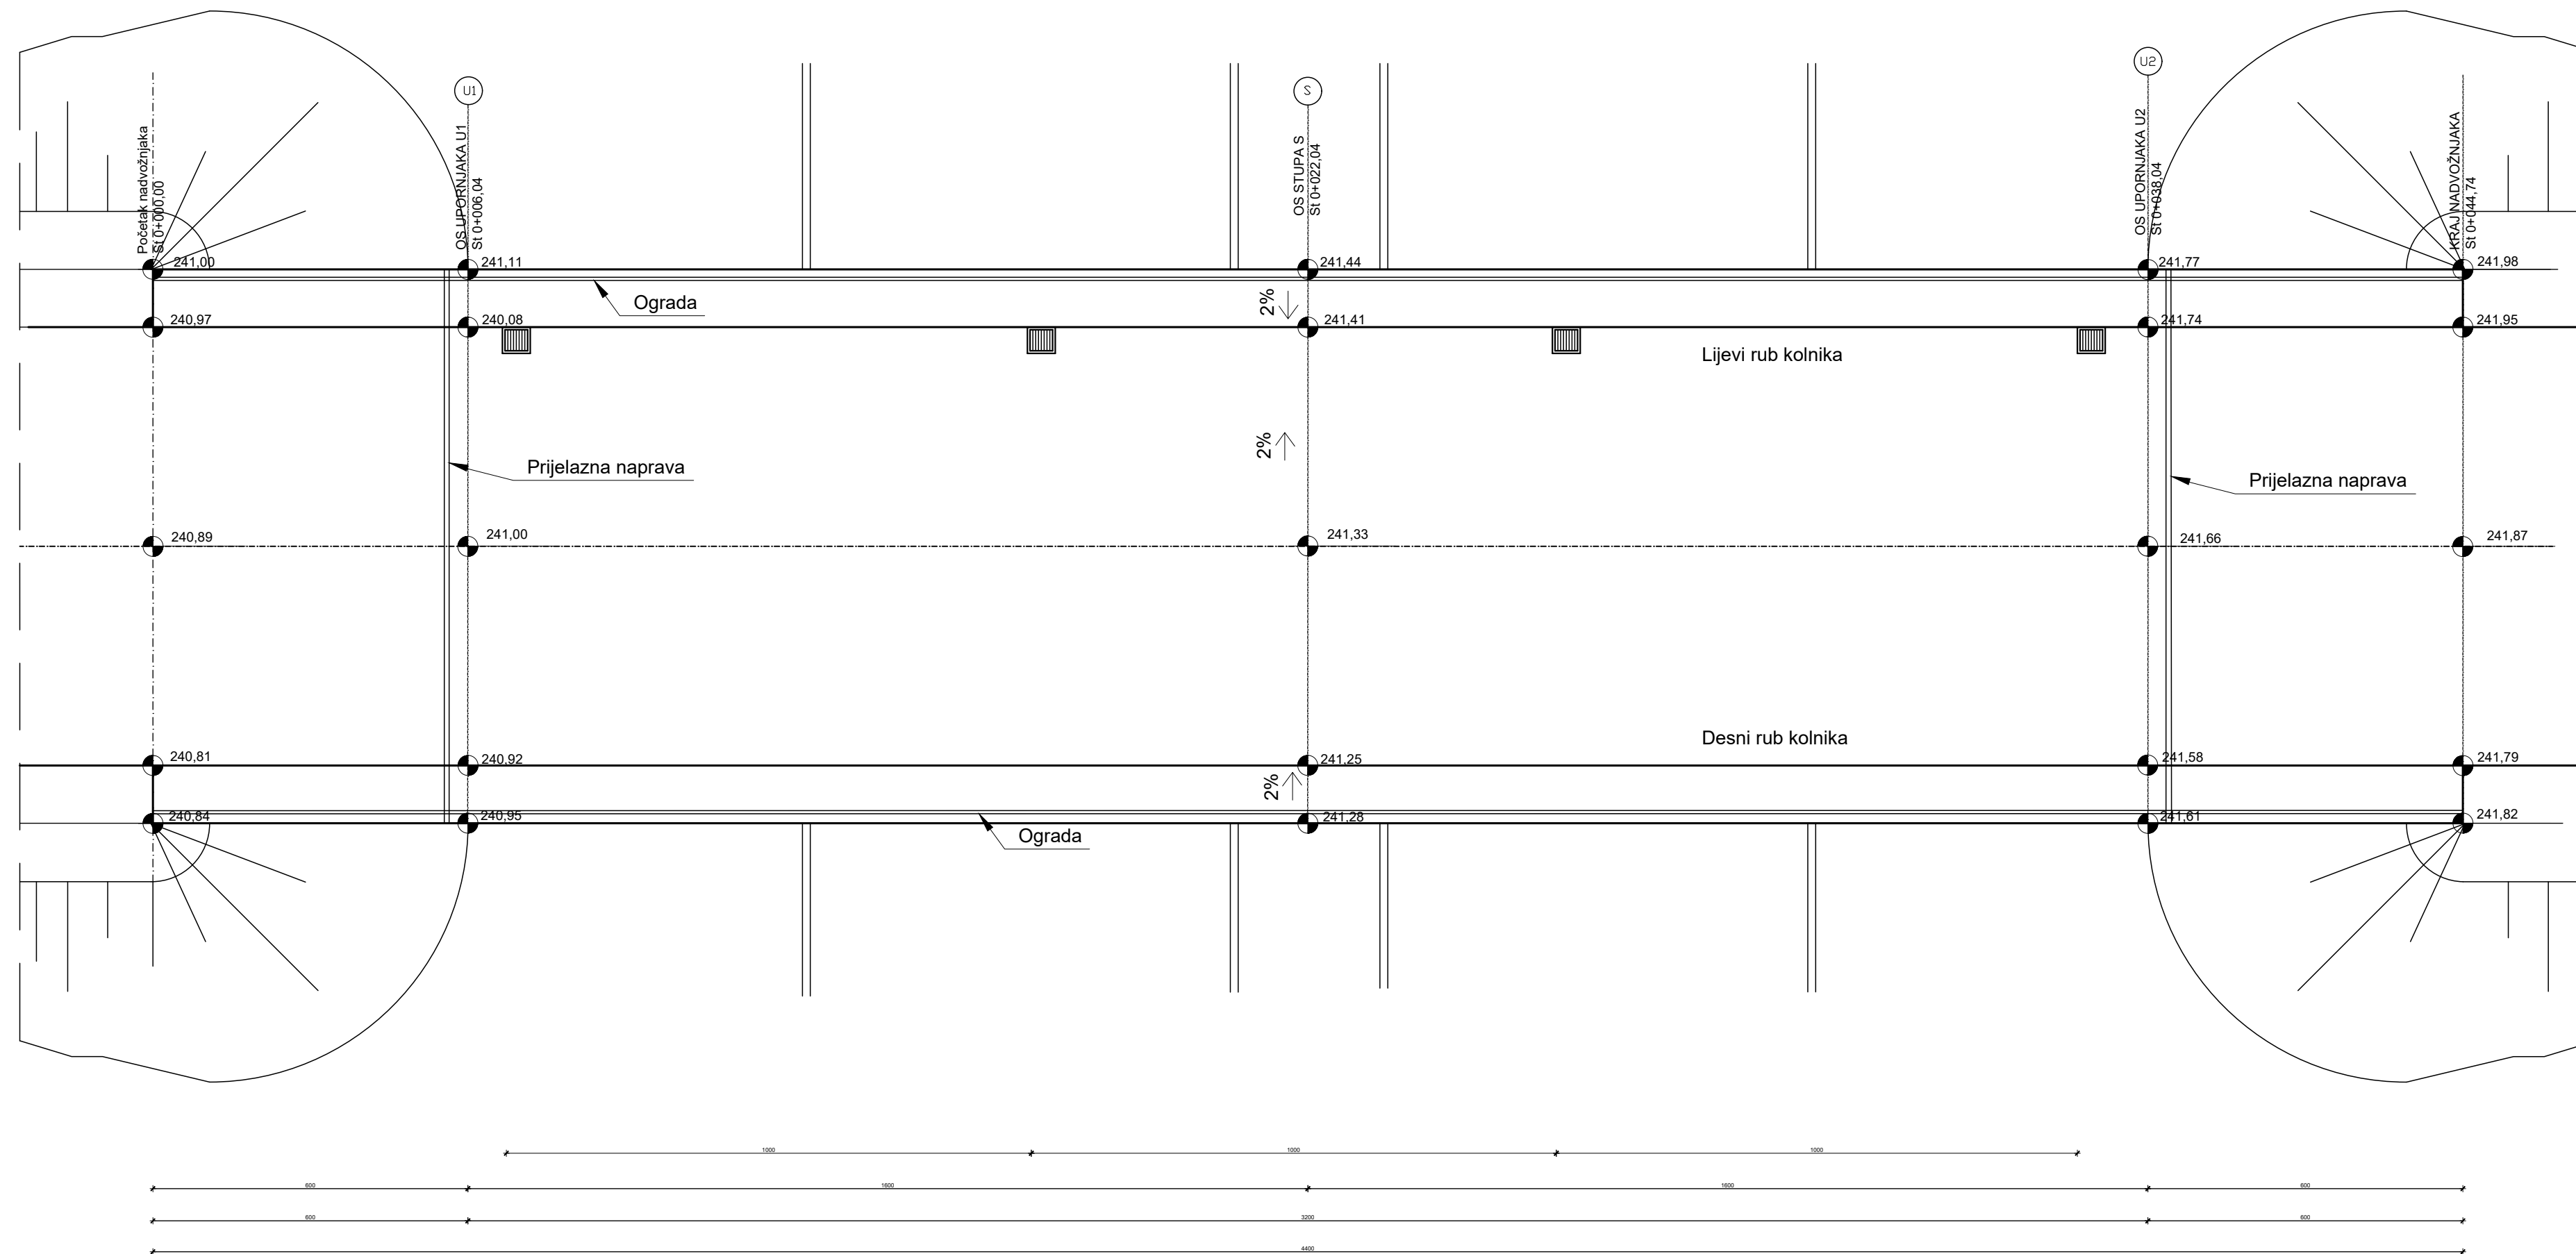 U1
S
U2
Početak nadvožnjaka
St 0+000,00
OS UPORNJAKA U1
St 0+006,04
OS STUPA S
St 0+022,04
OS UPORNJAKA U2
St 0+038,04
KRAJ NADVOŽNJAKA
St 0+044,74
241,00
241,11
241,44
241,77
241,98
Ograda
2%
240,97
240,08
241,41
241,74
241,95
Lijevi rub kolnika
2%
Prijelazna naprava
Prijelazna naprava
240,89
241,00
241,33
241,66
241,87
Desni rub kolnika
240,81
240,92
241,25
241,58
241,79
2%
240,84
240,95
241,28
241,61
241,82
Ograda
1000
1000
1000
600
1600
1600
600
600
3200
600
4400